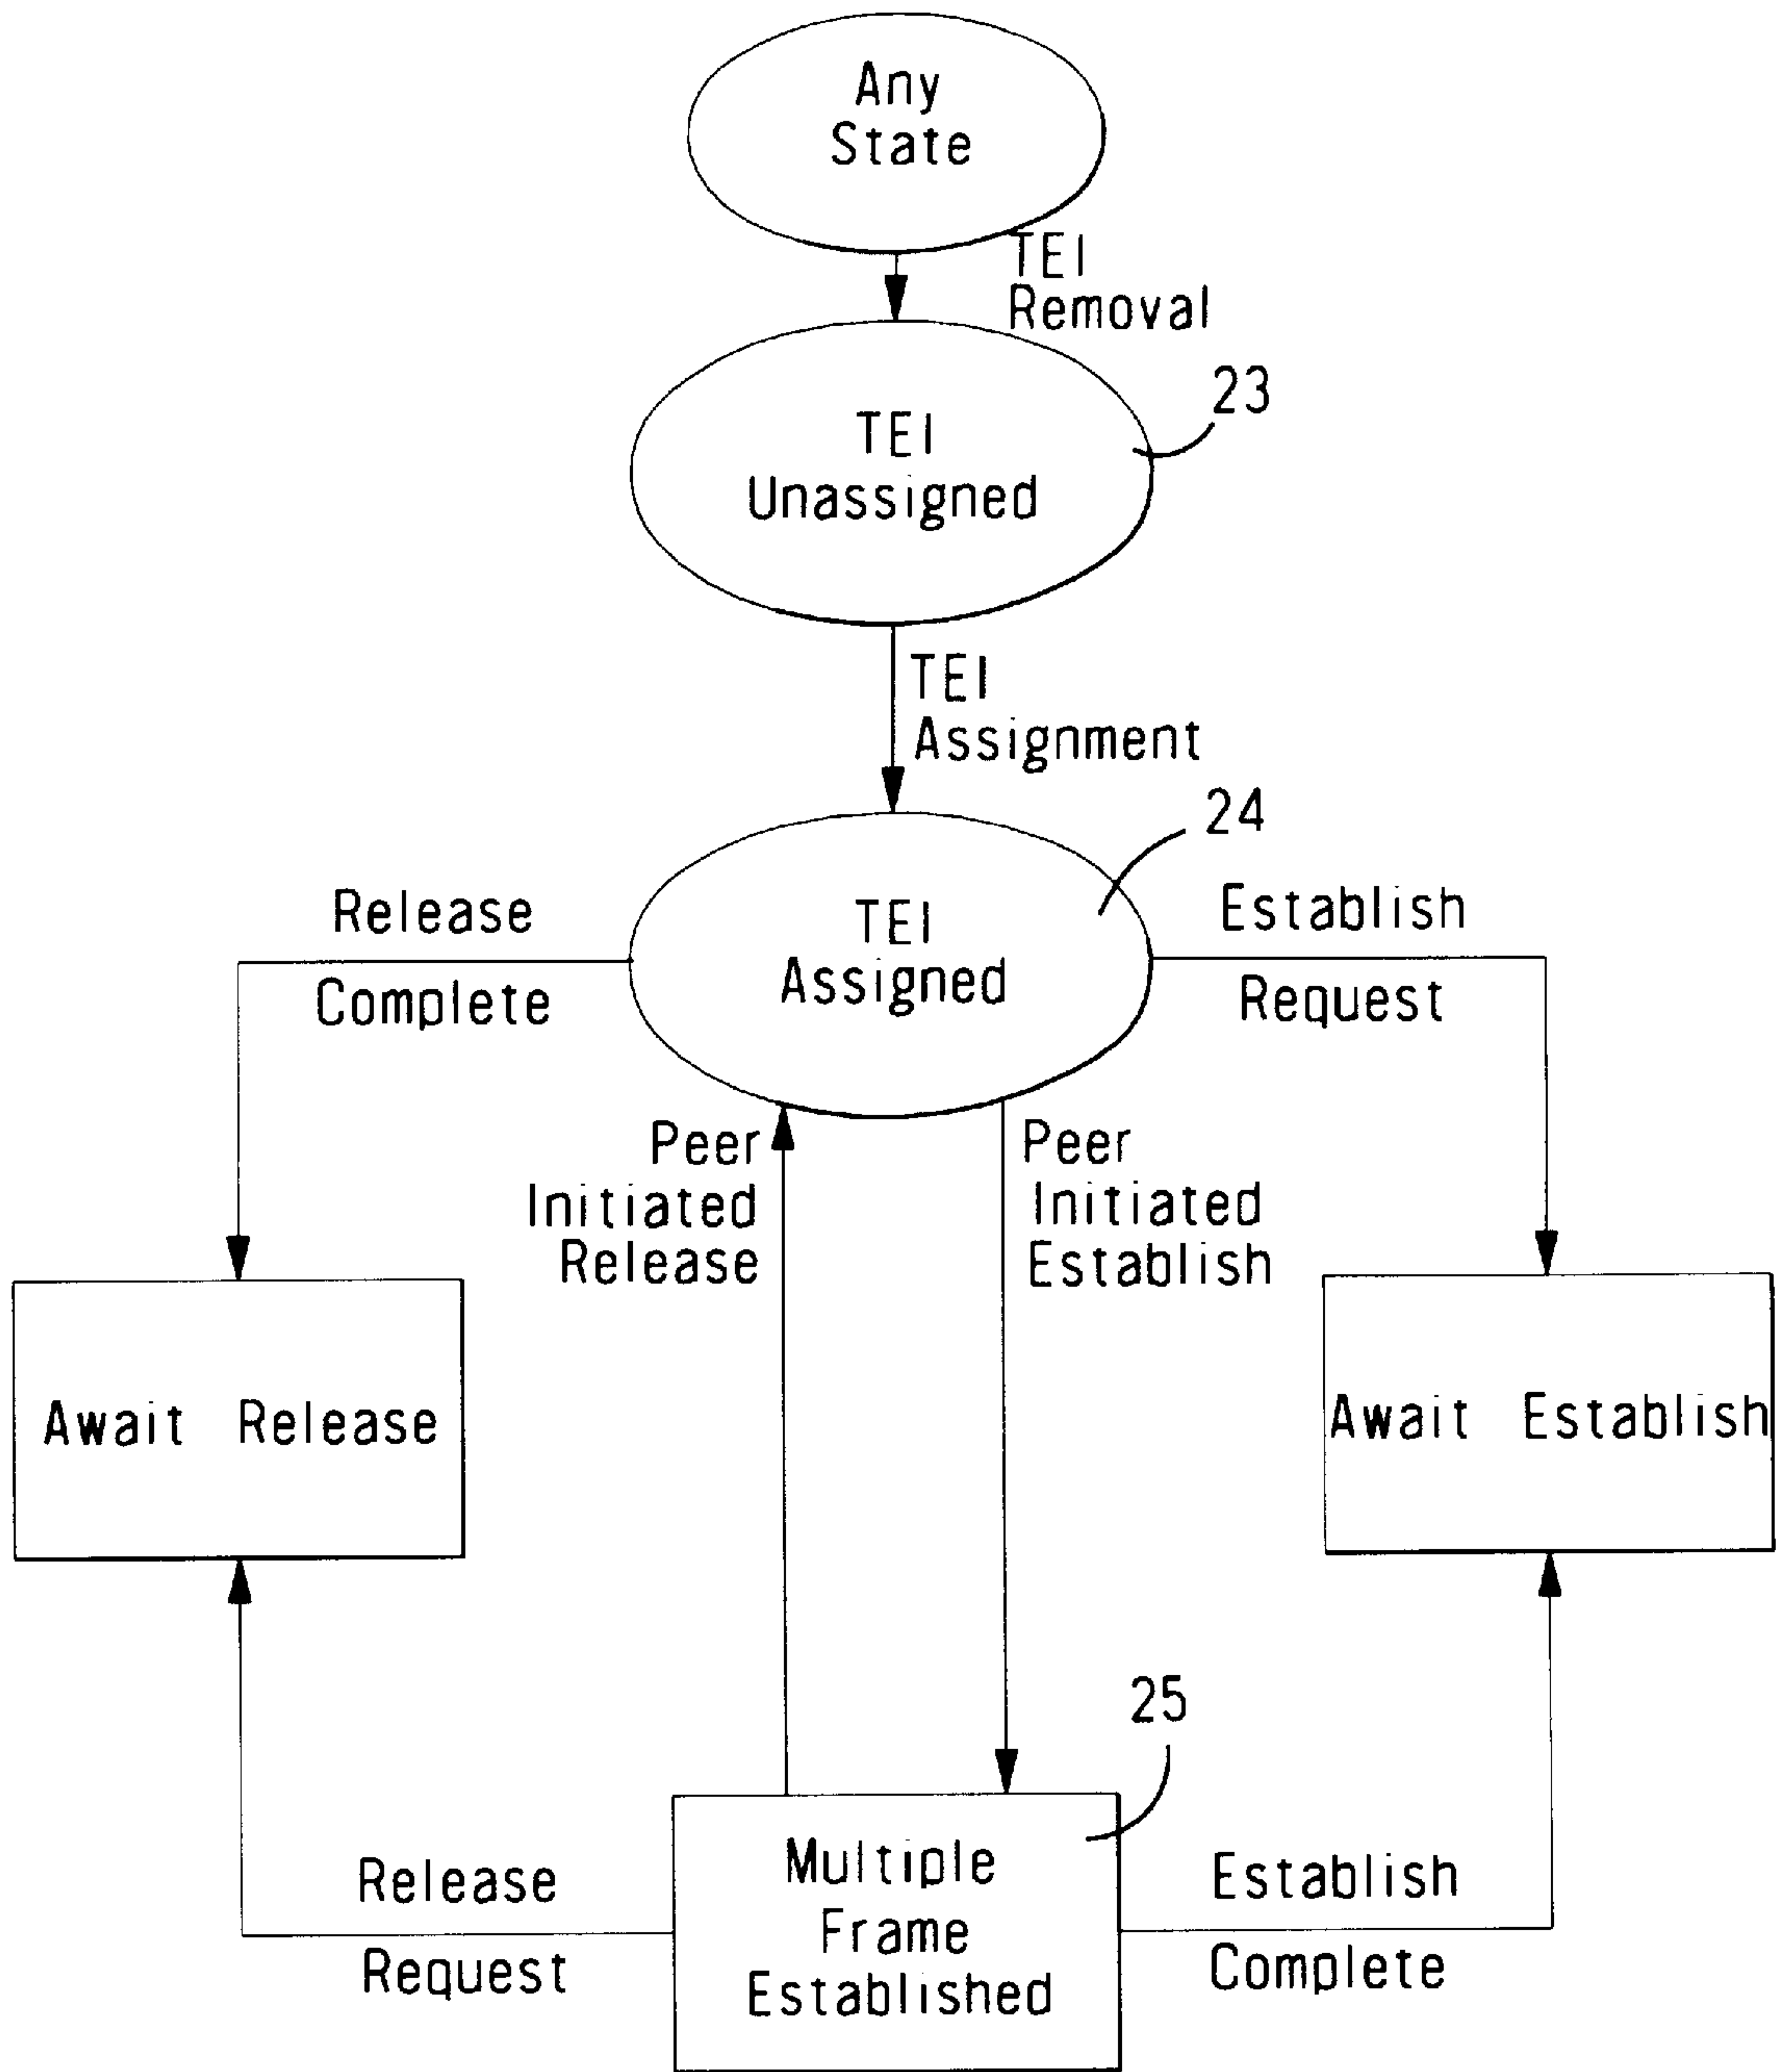 Any
State
TEI
Removal
23
TEI
Unassigned
TEI
Assignment
24
Release
Complete
TEI
Assigned
Establish
Request
Peer
Initiated
Release
Peer
Initiated
Establish
Await Release
Await Establish
25
Release
Request
Multiple
Frame
Established
Establish
Complete